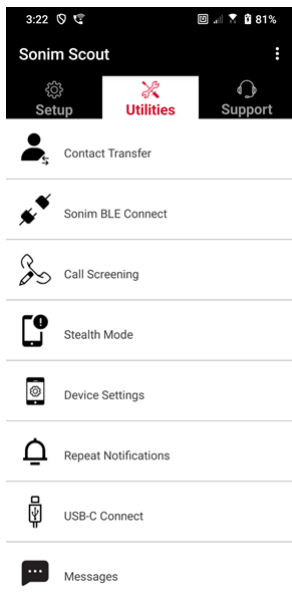 3:22 81%
Sonim Scout
Setup Utilities Support
Contact Transfer
Sonim BLE Connect
Call Screening
Stealth Mode
Device Settings
Repeat Notifications
USB-C Connect
Messages